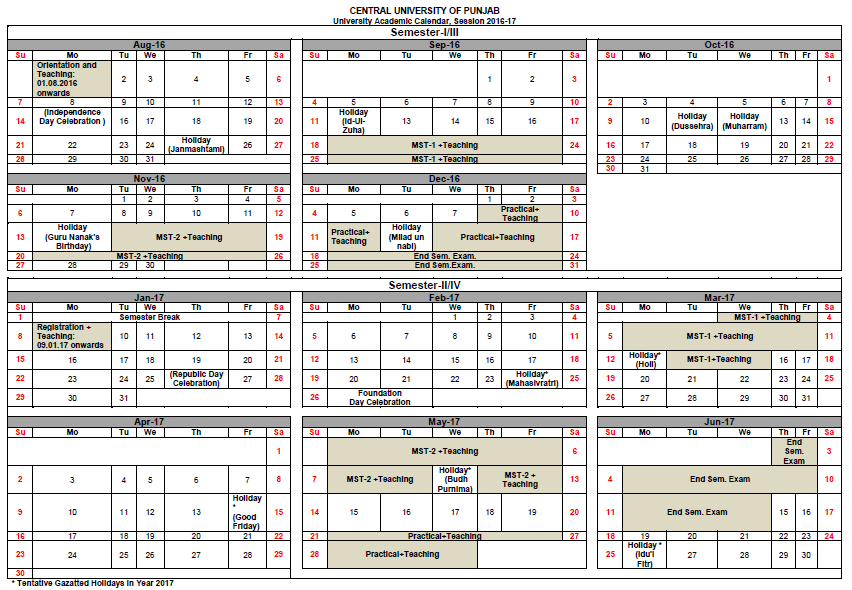 CENTRAL UNIVERSITY OF PUNJAB
University Academic Calendar, Session 2016-17
Semester-I/III
Aug-16 Sep-16 Oct-16
Su Mo Tu We Th Fr Sa Su Mo Tu We Th Fr Sa Su Mo Tu We Th Fr Sa
Orientation and
Teaching:
01.08.2016
onwards
2 3 4 5 6 1 2 3 1
7 8 9 10 11 12 13 4 5 6 7 8 9 10 2 3 4 5 6 7 8
14 (Independence
Day Celebration )
16 17 18 19 20 11 Holiday
(Id-Ul-
Zuha)
13 14 15 16 17 9 10 Holiday
(Dussehra)
Holiday
(Muharram)
13 14 15
21 22 23 24 Holiday
(Janmashtami)
26 27 18 MST-1 +Teaching 24 16 17 18 19 20 21 22
28 29 30 31 25 MST-1 +Teaching 23 24 25 26 27 28 29
30 31
Nov-16 Dec-16
Su Mo Tu We Th Fr Sa Su Mo Tu We Th Fr Sa
1 2 3 4 5 1 2 3
6 7 8 9 10 11 12 4 5 6 7 Practical+
Teaching
10
13 Holiday
(Guru Nanak's
Birthday)
MST-2 +Teaching 19 11 Practical+
Teaching
Holiday
(Milad un
nabi)
Practical+Teaching 17
20 MST-2 +Teaching 26 18 End Sem. Exam. 24
27 28 29 30 25 End Sem.Exam. 31
Semester-II/IV
Jan-17 Feb-17 Mar-17
Su Mo Tu We Th Fr Sa Su Mo Tu We Th Fr Sa Su Mo Tu We Th Fr Sa
1 Semester Break 7 1 2 3 4 MST-1 +Teaching 4
8 Registration +
Teaching:
09.01.17 onwards
10 11 12 13 14 5 6 7 8 9 10 11 5 MST-1 +Teaching 11
15 16 17 18 19 20 21 12 13 14 15 16 17 18 12 Holiday*
(Holi)
MST-1+Teaching 16 17 18
22 23 24 25 (Republic Day
Celebration)
27 28 19 20 21 22 23 Holiday*
(Mahasivratri)
25 19 20 21 22 23 24 25
29 30 31 26 Foundation
Day Celebration
26 27 28 29 30 31
Apr-17 May-17 Jun-17
Su Mo Tu We Th Fr Sa Su Mo Tu We Th Fr Sa Su Mo Tu We Th Fr Sa
1 MST-2 +Teaching 6 End
Sem.
Exam
3
2 3 4 5 6 7 8 7 MST-2 +Teaching Holiday*
(Budh
Purnima)
MST-2 +
Teaching
13 4 End Sem. Exam 10
9 10 11 12 13 Holiday
*
(Good
Friday)
15 14 15 16 17 18 19 20 11 End Sem. Exam 15 16 17
16 17 18 19 20 21 22 21 Practical+Teaching 27 18 19 20 21 22 23 24
23 24 25 26 27 28 29 28 Practical+Teaching 25 Holiday *
(Idu'l
Fitr)
27 28 29 30
30
* Tentative Gazatted Holidays in Year 2017